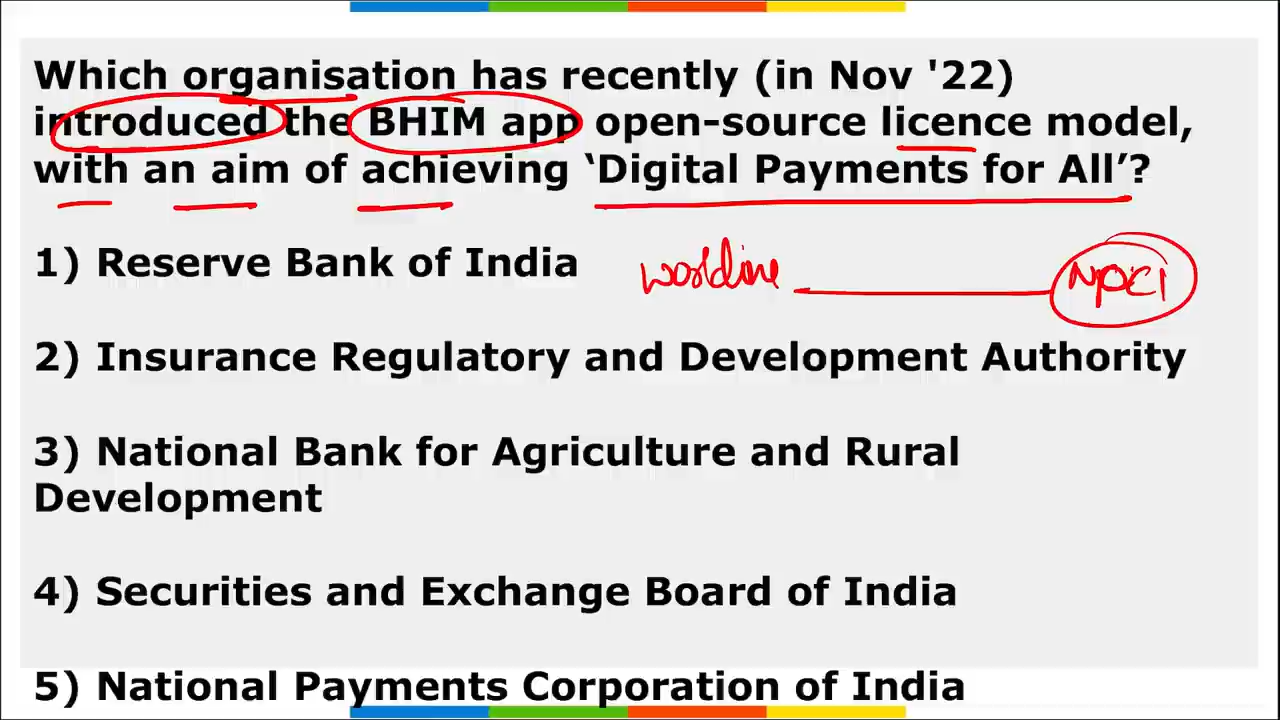 Which organisation has recently (in Nov '22)
introduced the BHIM app open-source licence model,
with an aim of achieving ‘Digital Payments for All’?
1) Reserve Bank of India
worldline
NPCI
2) Insurance Regulatory and Development Authority
3) National Bank for Agriculture and Rural
Development
4) Securities and Exchange Board of India
5) National Payments Corporation of India